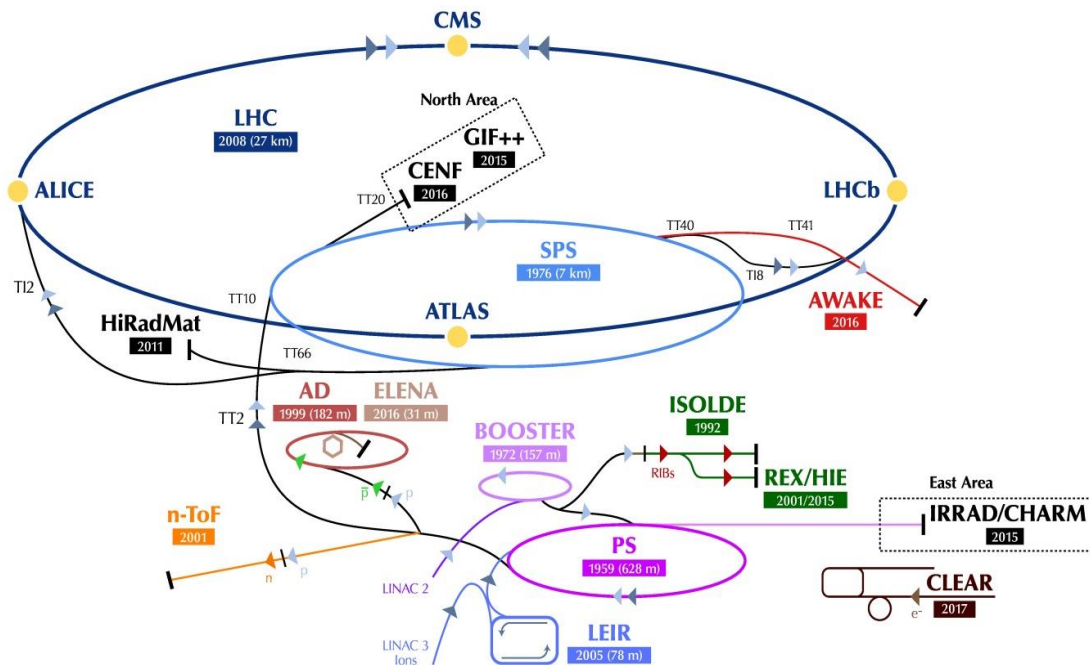 CMS
North Area
LHC
2008 (27 km)
GIF++
2015
CENF
2016
TT20
ALICE
LHCb
TT40
TT41
SPS
1976 (7 km)
TI8
TI2
TT10
ATLAS
AWAKE
2016
HiRadMat
2011
TT66
AD
1999 (182 m)
ELENA
2016 (31 m)
TT2
ISOLDE
1992
BOOSTER
1972 (157 m)
RIBs
REX/HIE
2001/2015
East Area
p̅
p
n-ToF
2001
IRRAD/CHARM
2015
PS
1959 (628 m)
n
p
LINAC 2
CLEAR
2017
e-
LINAC 3
Ions
LEIR
2005 (78 m)